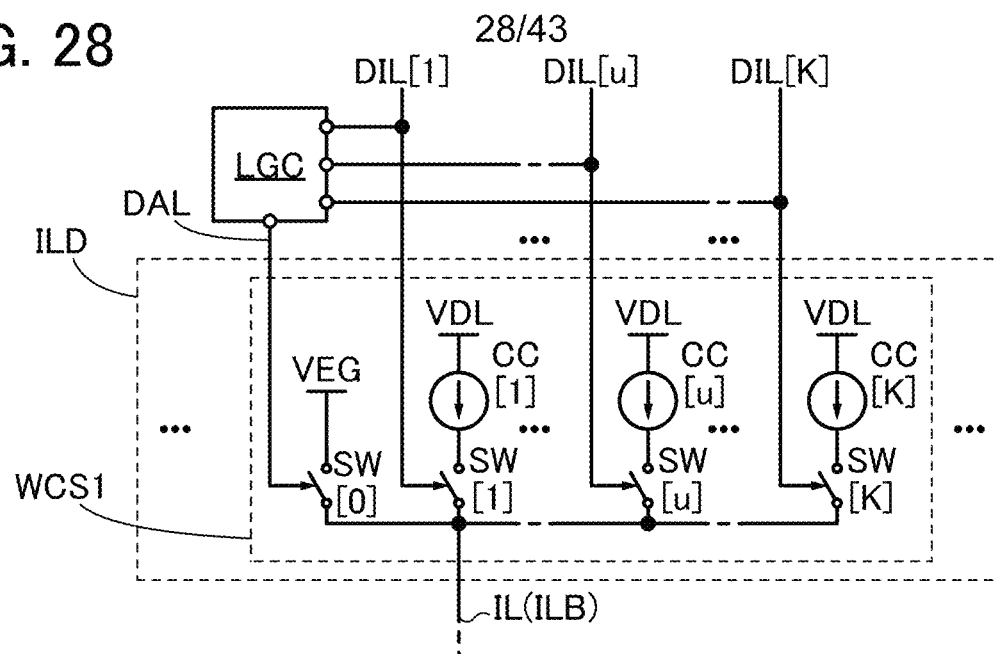 G. 28
28/43
DIL[1] DIL[u] DIL[K]
LGC
DAL
ILD
... ...
VDL VDL VDL
VEG CC [1] CC [u] CC [K]
... ... ... ...
SW [0] SW [1] SW [u] SW [K]
WCS1
IL(ILB)